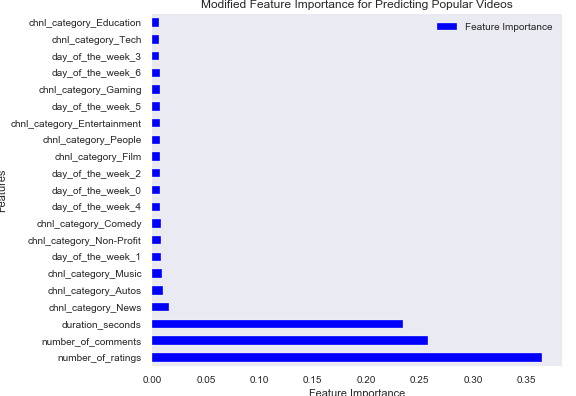 Modified Feature Importance for Predicting Popular Videos
Feature Importance
chnl_category_Education
chnl_category_Tech
day_of_the_week_3
day_of_the_week_6
chnl_category_Gaming
day_of_the_week_5
chnl_category_Entertainment
chnl_category_People
chnl_category_Film
day_of_the_week_2
day_of_the_week_0
day_of_the_week_4
chnl_category_Comedy
chnl_category_Non-Profit
day_of_the_week_1
chnl_category_Music
chnl_category_Autos
chnl_category_News
duration_seconds
number_of_comments
number_of_ratings
Features
0.00 0.05 0.10 0.15 0.20 0.25 0.30 0.35
Feature Importance